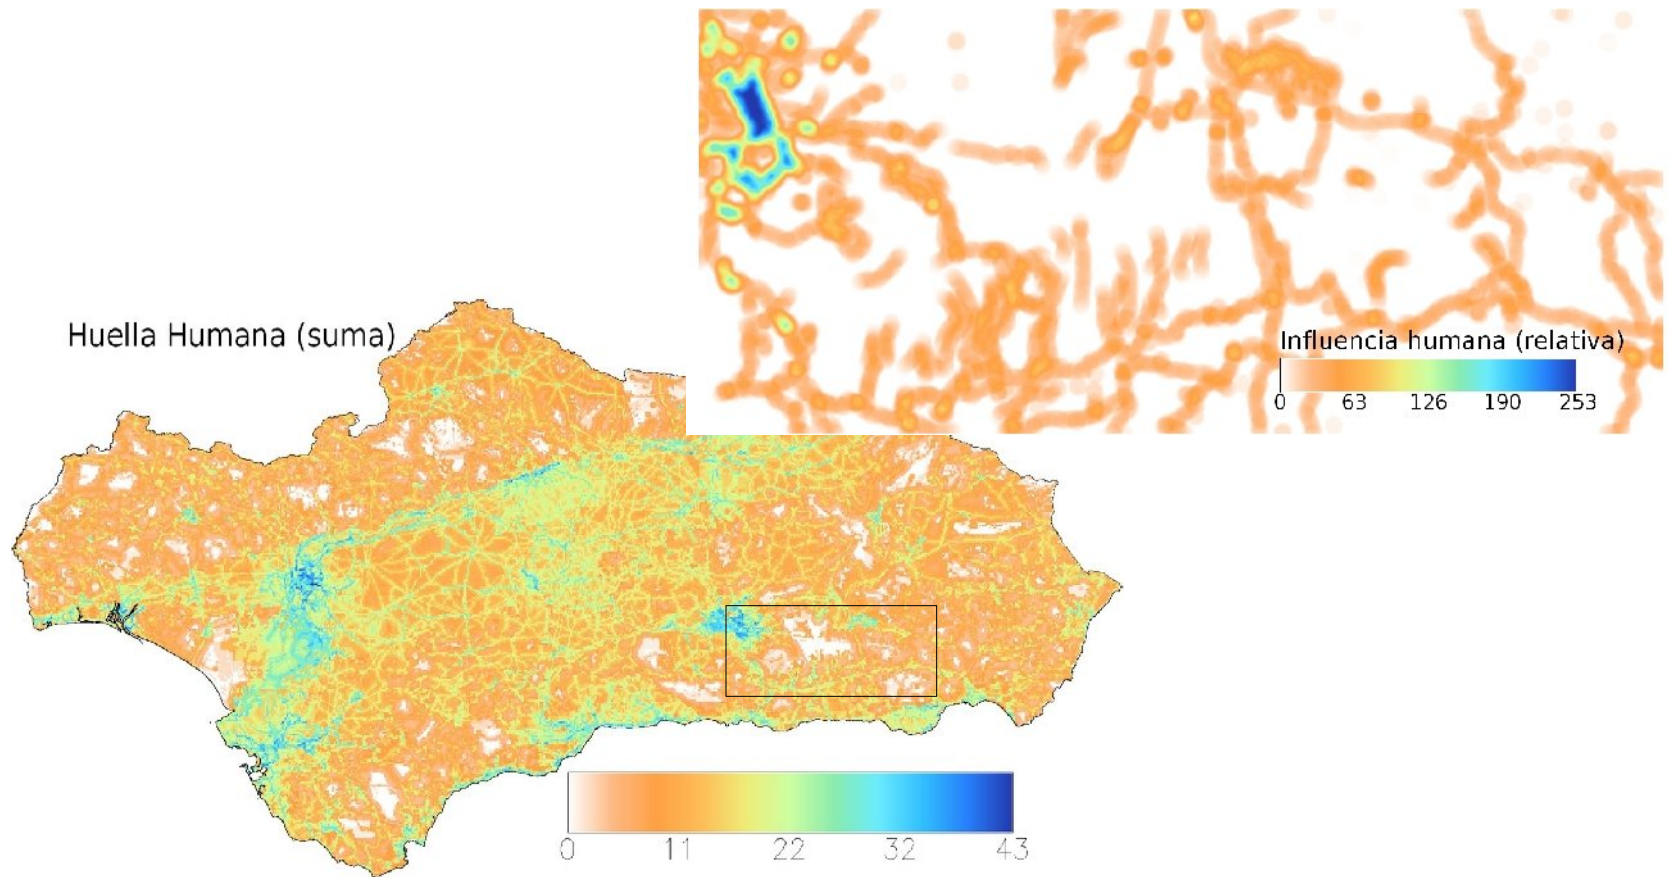 Huella Humana (suma)
Influencia humana (relativa)
0 63 126 190 253
0 11 22 32 43